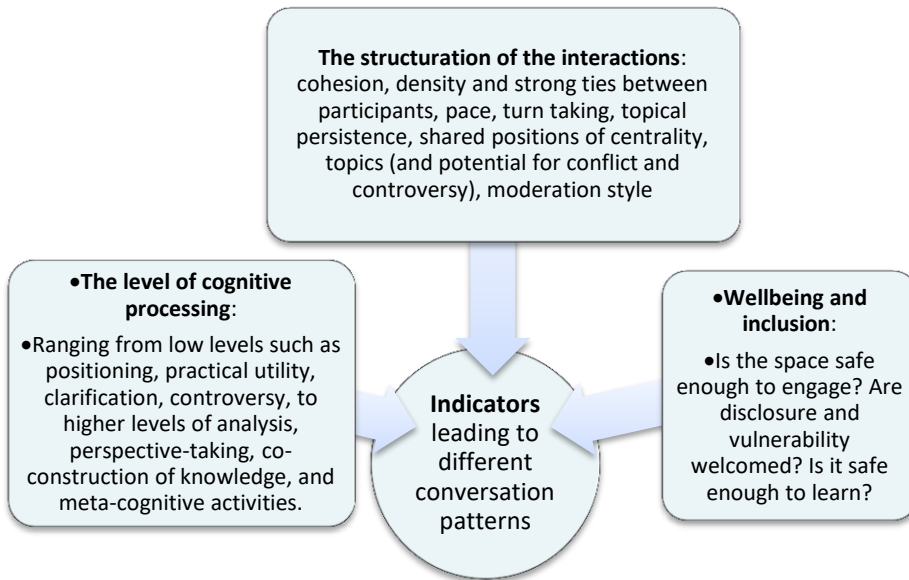 The structuration of the interactions:
cohesion, density and strong ties between
participants, pace, turn taking, topical
persistence, shared positions of centrality,
topics (and potential for conflict and
controversy), moderation style
•The level of cognitive
processing:
•Ranging from low levels such as
positioning, practical utility,
clarification, controversy, to
higher levels of analysis,
perspective-taking, co-
construction of knowledge, and
meta-cognitive activities.
Indicators
leading to
different
conversation
patterns
•Wellbeing and
inclusion:
•Is the space safe
enough to engage? Are
disclosure and
vulnerability
welcomed? Is it safe
enough to learn?